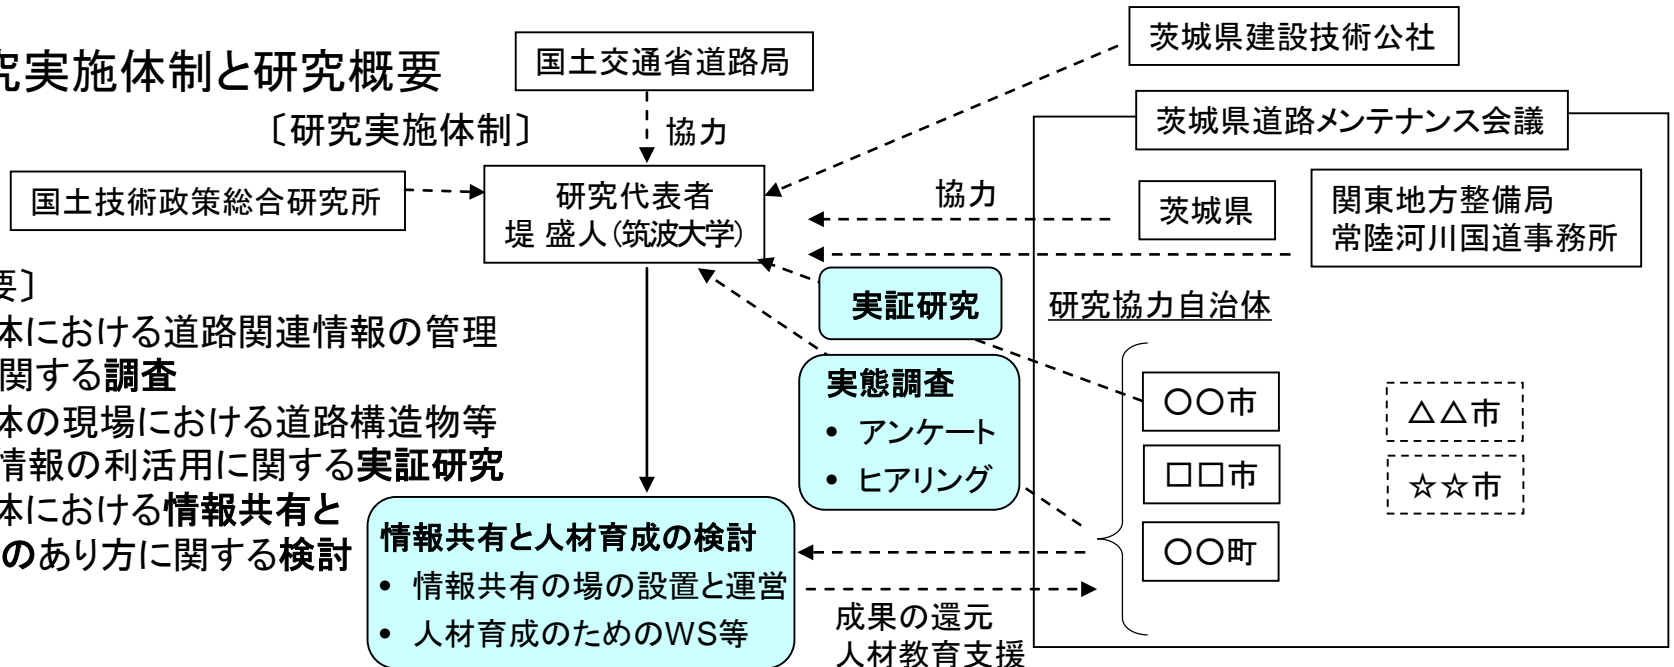 究実施体制と研究概要
〔研究実施体制〕
国土交通省道路局
協力
国土技術政策総合研究所
研究代表者
堤 盛人(筑波大学)
茨城県建設技術公社
茨城県道路メンテナンス会議
協力
茨城県
関東地方整備局
常陸河川国道事務所
要〕
体における道路関連情報の管理
関する調査
体の現場における道路構造物等
情報の利活用に関する実証研究
体における情報共有と
のあり方に関する検討
実証研究
実態調査
• アンケート
• ヒアリング
研究協力自治体
〇〇市
□□市
〇〇町
△△市
☆☆市
情報共有と人材育成の検討
• 情報共有の場の設置と運営
• 人材育成のためのWS等
成果の還元
人材教育支援